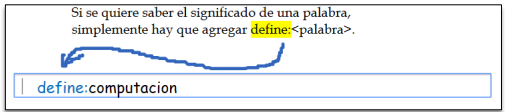 Si se quiere saber el significado de una palabra,
simplemente hay que agregar define:<palabra>.
define:computacion